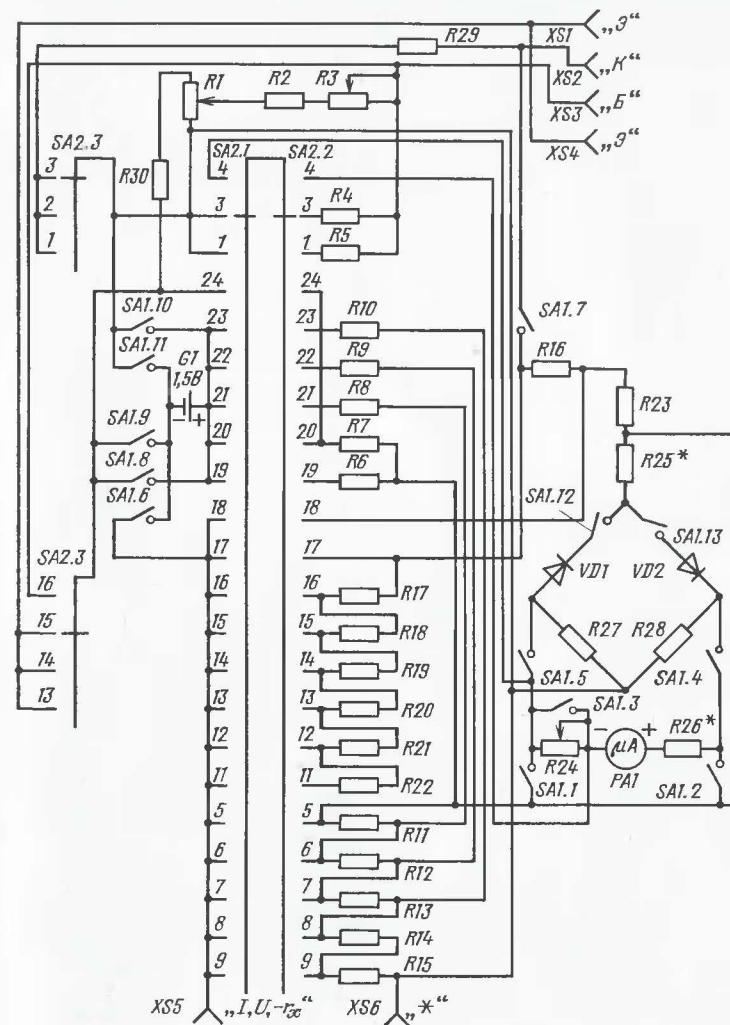 R29
XS1 „Э“
XS2 „К“
XS3 „Б“
XS4 „Э“
R1 R2 R3
SA2.3 SA2.1 SA2.2
R30
3
2
1
4 4
3 3 R4
1 1 R5
24 24
SA1.10 23 23 R10
SA1.11 22 22 R9
G1
1,5В
- +
21 21 R8
SA1.9 20 20 R7
SA1.8 19 19 R6
SA1.6 18 18
17 17
SA1.7
R16
R23
R25*
SA1.12
SA1.13
VD1 VD2
R27 R28
SA1.5 SA1.4
SA1.3
- + R26*
μA
R24
PA1
SA1.1 SA1.2
SA2.3
16
15
14
13
16 16 R17
15 15 R18
14 14 R19
13 13 R20
12 12 R21
11 11 R22
5 5 R11
6 6 R12
7 7 R13
8 8 R14
9 9 R15
XS5 „I,U,-rx“ XS6 „*“